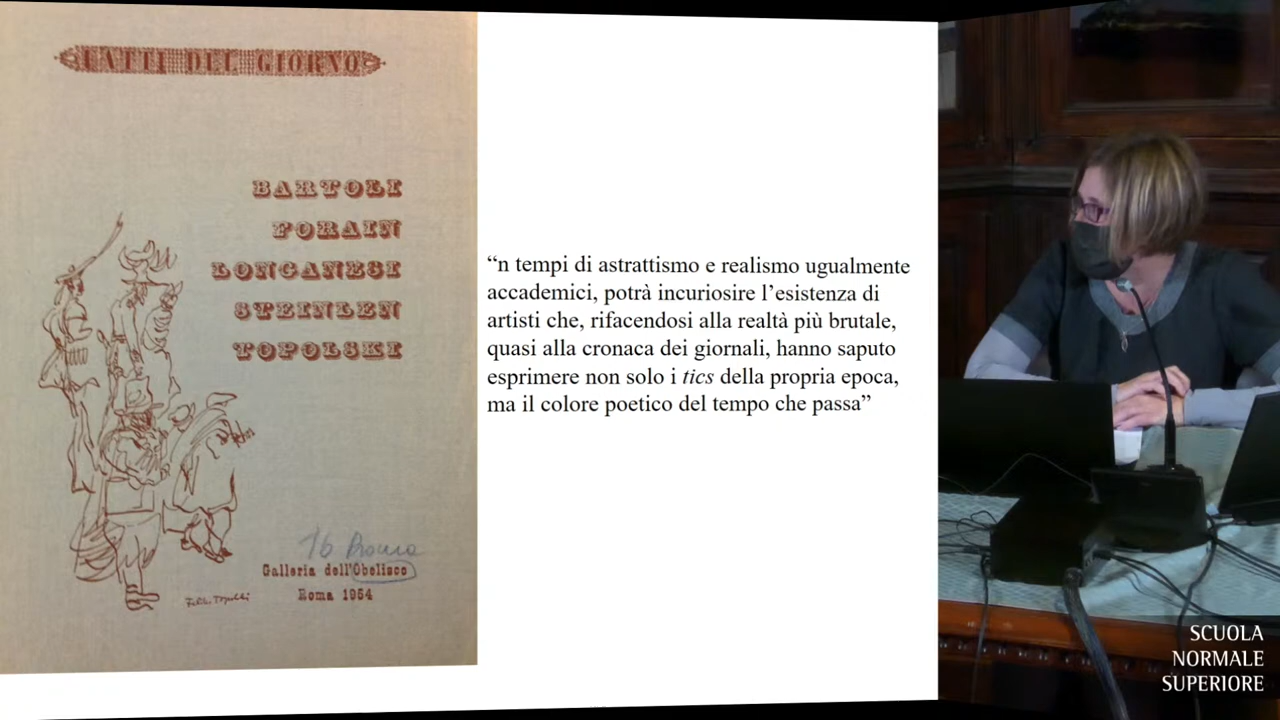 FATTI DEL GIORNO
BARTOLI
FORAIN
LONGANESI
STEINLEN
TOPOLSKI
16 Roma
Galleria dell'Obelisco
Roma 1954
“n tempi di astrattismo e realismo ugualmente
accademici, potrà incuriosire l’esistenza di
artisti che, rifacendosi alla realtà più brutale,
quasi alla cronaca dei giornali, hanno saputo
esprimere non solo i tics della propria epoca,
ma il colore poetico del tempo che passa”
SCUOLA
NORMALE
SUPERIORE